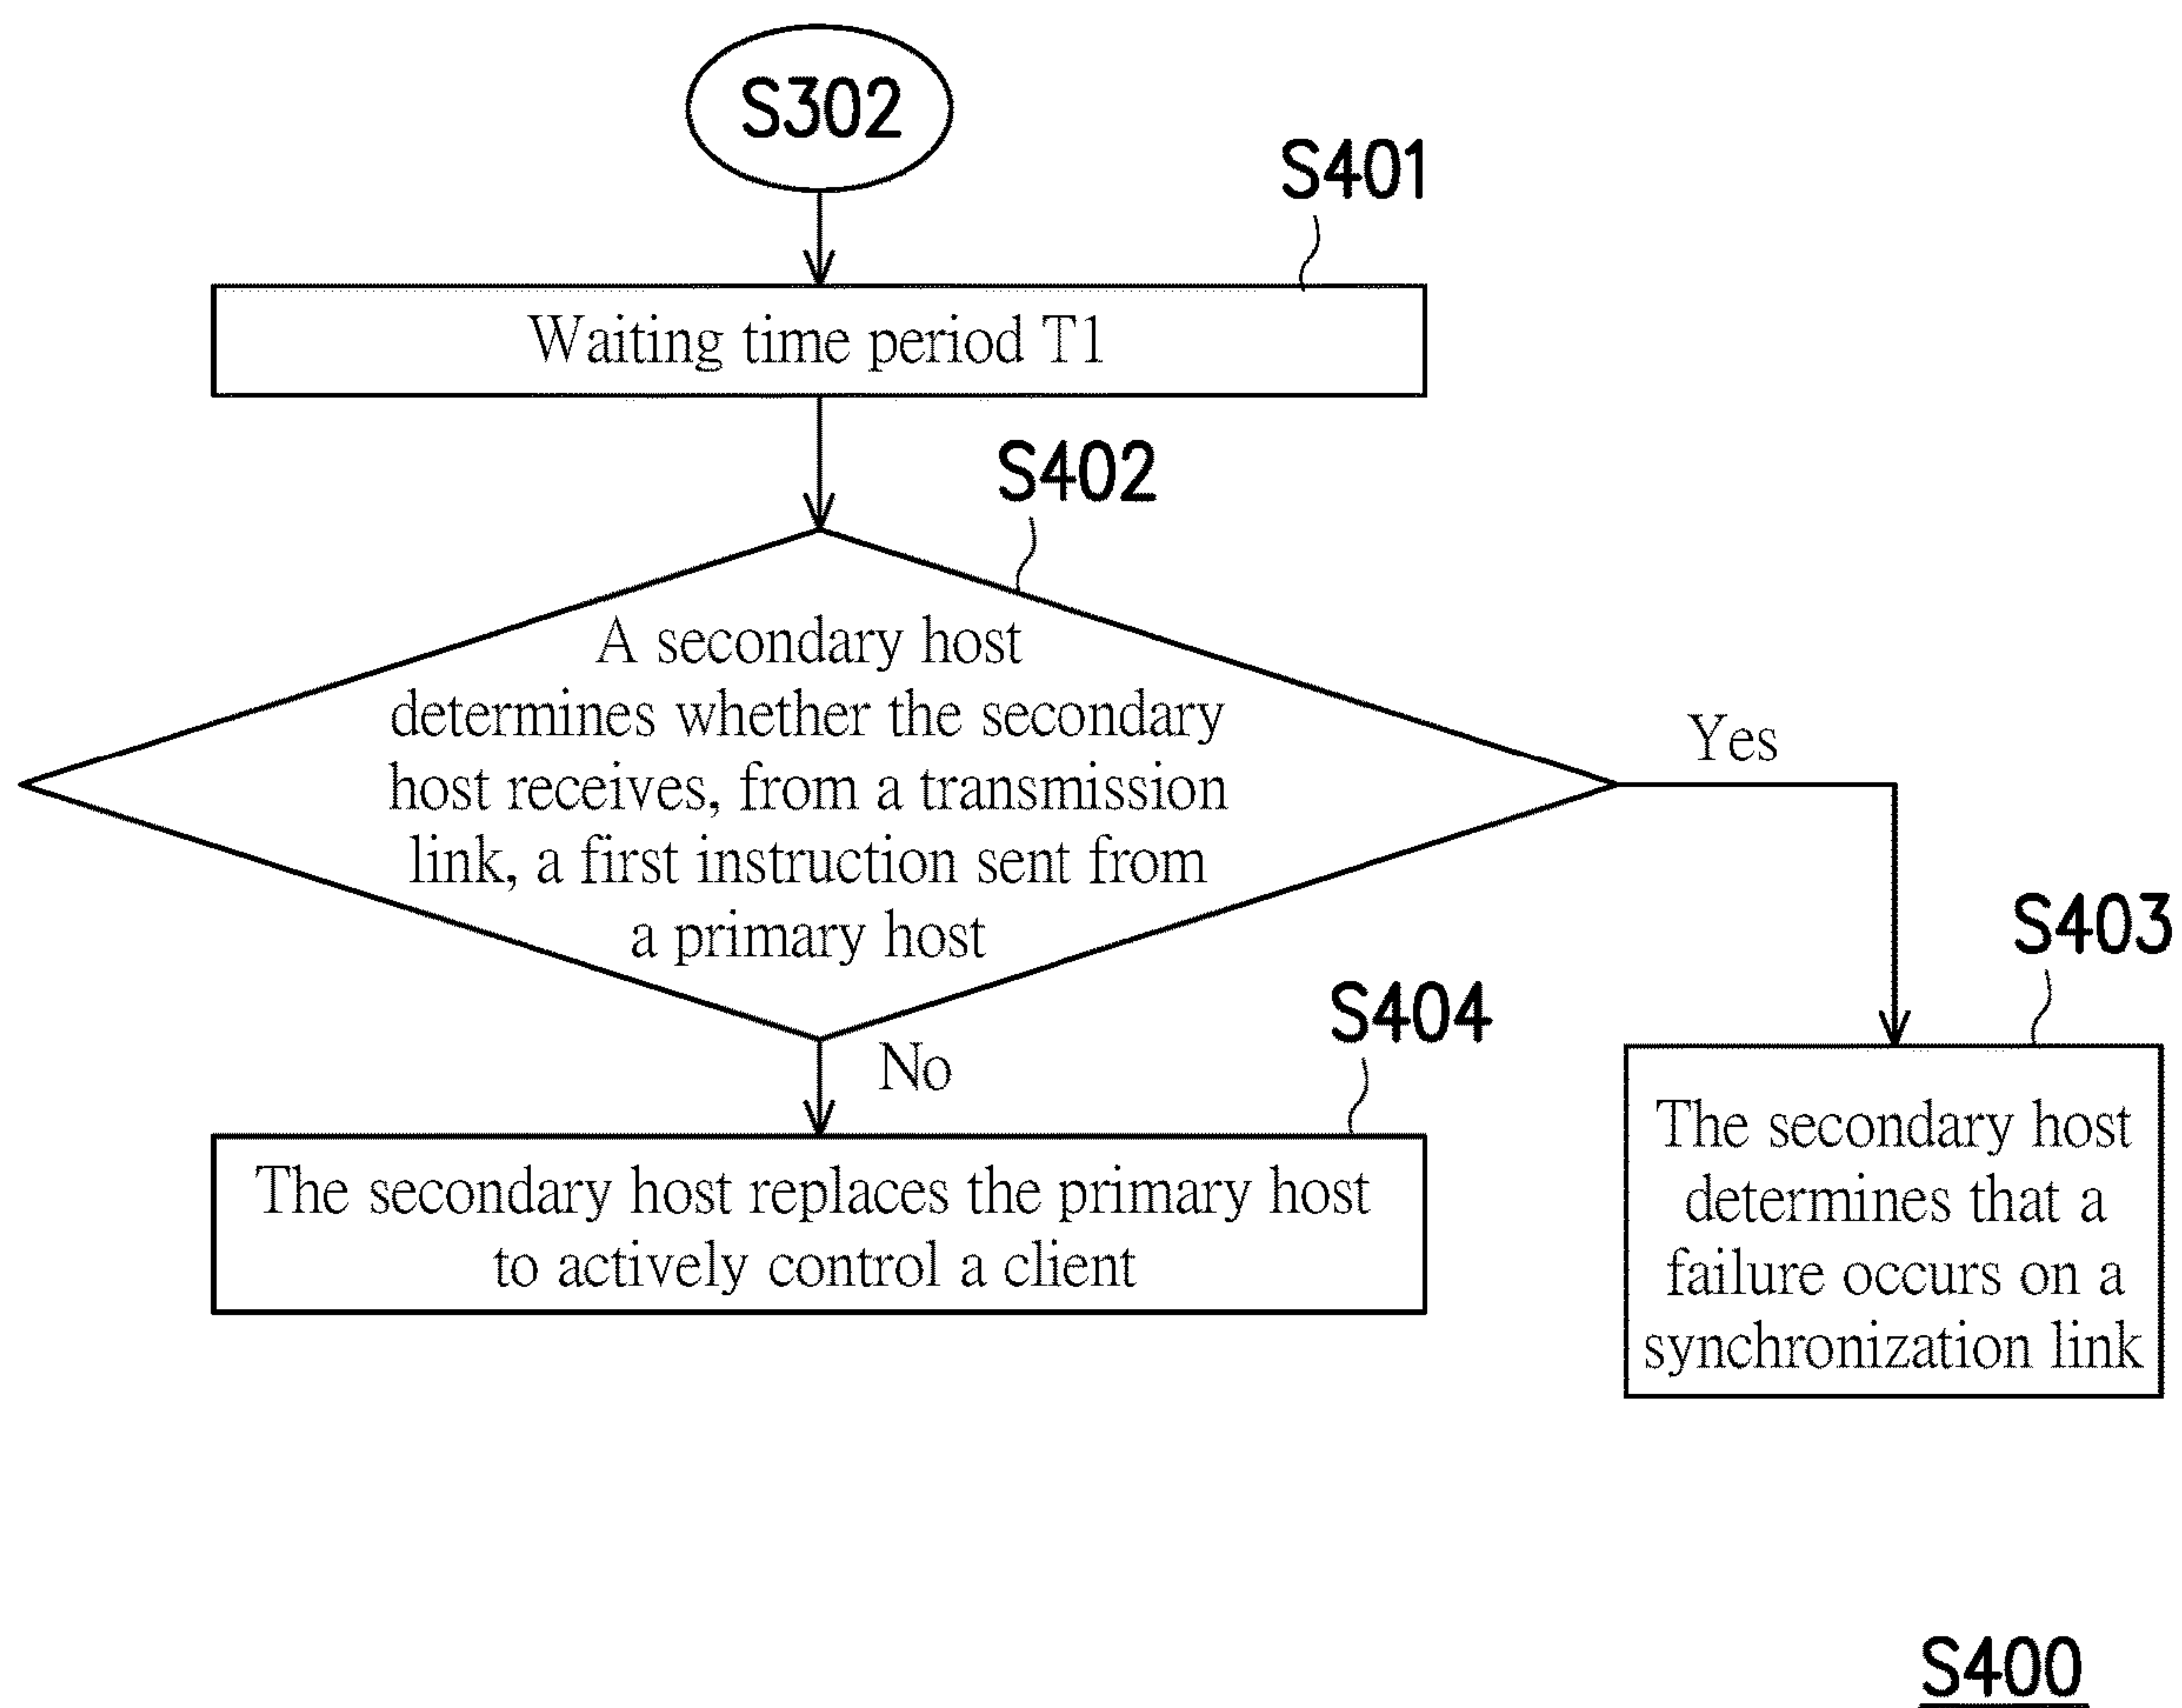 S302
S401
Waiting time period T1
S402
A secondary host
determines whether the secondary
host receives, from a transmission
link, a first instruction sent from
a primary host
Yes
No
S403
The secondary host
determines that a
failure occurs on a
synchronization link
S404
The secondary host replaces the primary host
to actively control a client
S400